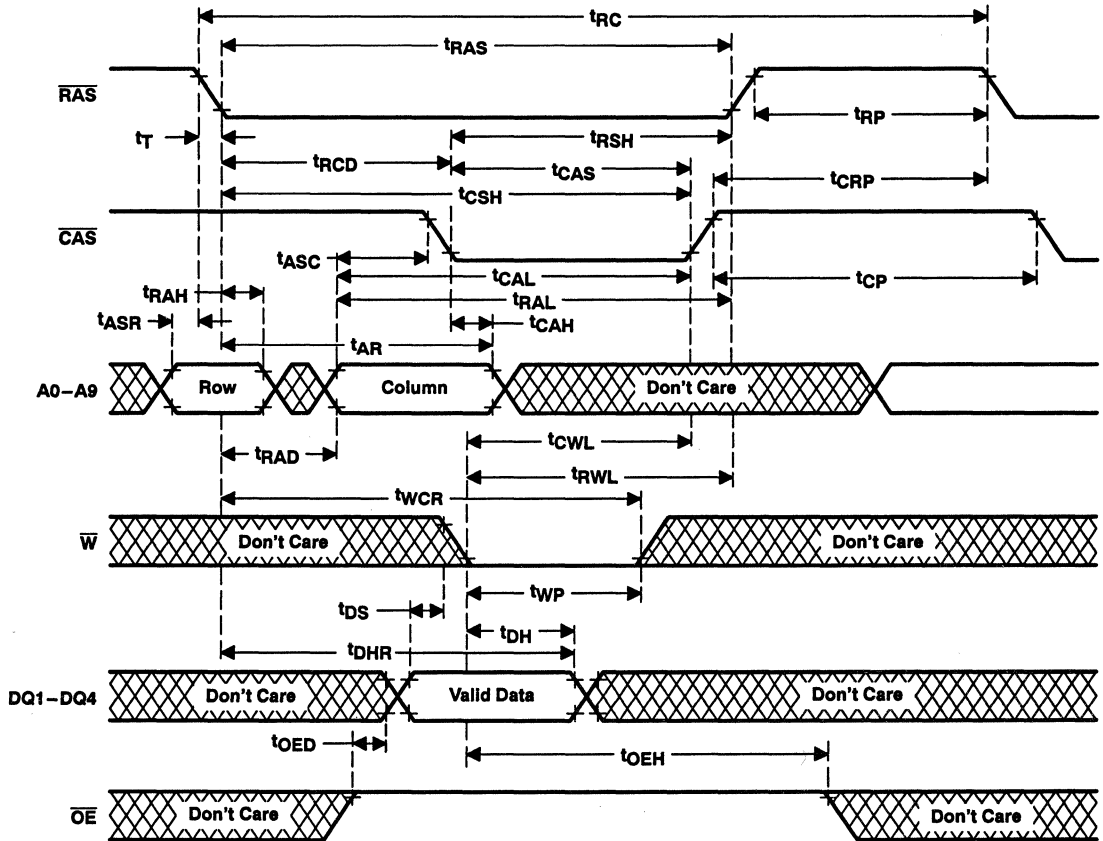 tRC
tRAS
RAS
tT
tRP
tRSH
tRCD
tCAS
tCRP
tCSH
CAS
tASC
tCAL
tCP
tRAH
tRAL
tASR
tCAH
tAR
A0–A9
Row
Column
Don't Care
tCWL
tRAD
tRWL
tWCR
W
Don't Care
Don't Care
tWP
tDS
tDH
tDHR
DQ1–DQ4
Don't Care
Valid Data
Don't Care
tOED
tOEH
OE
Don't Care
Don't Care